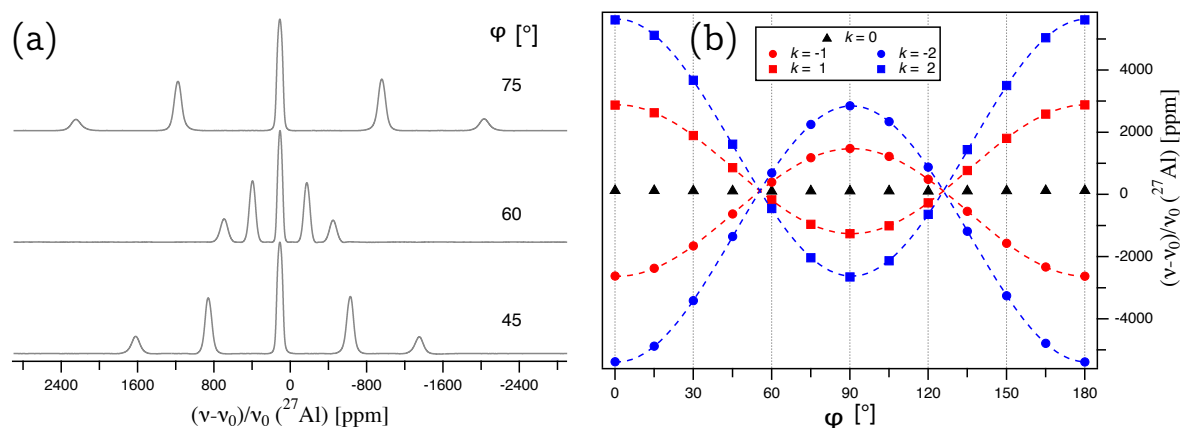 (a)
φ [°]
75
60
45
2400 1600 800 0 -800 -1600 -2400
(ν-ν₀)/ν₀ (²⁷Al) [ppm]
(b)
k = 0
k = -1 k = -2
k = 1 k = 2
4000
2000
0
-2000
-4000
(ν-ν₀)/ν₀ (²⁷Al) [ppm]
0 30 60 90 120 150 180
φ [°]